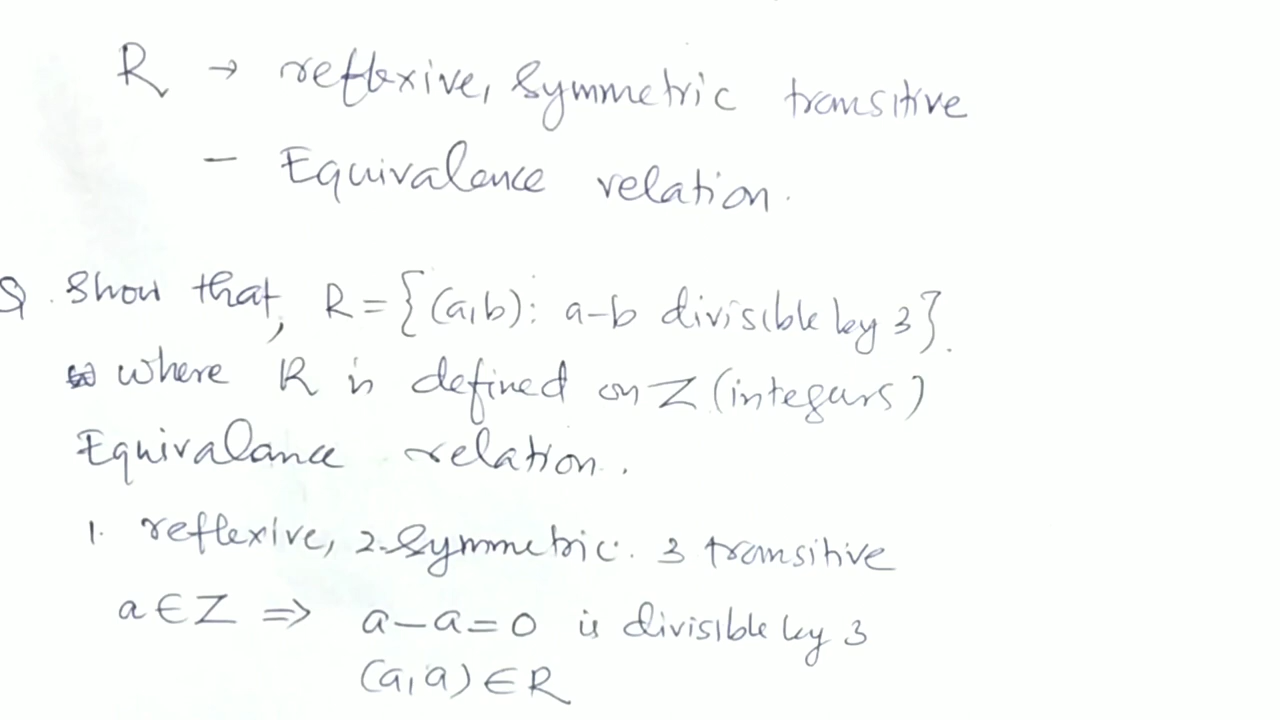 R → reflexive, Symmetric transitive
— Equivalence relation.
Q. Show that, R = {(a,b): a-b divisible by 3}.
where R is defined on Z (integurs)
Equivalance relation.
1. reflexive, 2. Symmetric. 3 transitive
a ∈ Z ⇒ a-a=0 is divisible by 3
(a,a) ∈ R